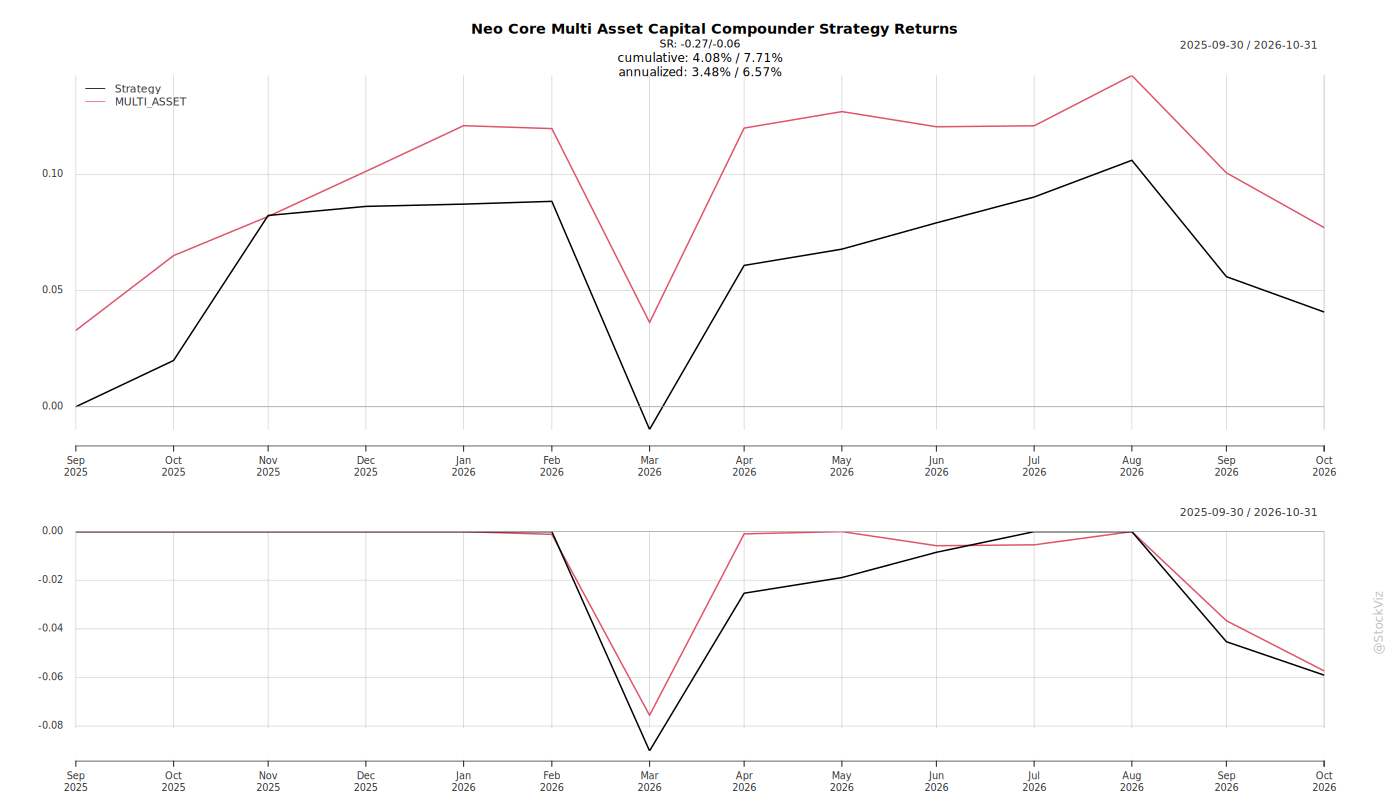 Neo Core Multi Asset Capital Compounder Strategy Returns
SR: -0.27/-0.06
cumulative: 4.08% / 7.71%
annualized: 3.48% / 6.57%
2025-09-30 / 2026-10-31
Strategy
MULTI_ASSET
0.10
0.05
0.00
Sep Oct Nov Dec Jan Feb Mar Apr May Jun Jul Aug Sep Oct
2025 2025 2025 2025 2026 2026 2026 2026 2026 2026 2026 2026 2026 2026
2025-09-30 / 2026-10-31
0.00
-0.02
-0.04
-0.06
-0.08
Sep Oct Nov Dec Jan Feb Mar Apr May Jun Jul Aug Sep Oct
2025 2025 2025 2025 2026 2026 2026 2026 2026 2026 2026 2026 2026 2026
@StockViz